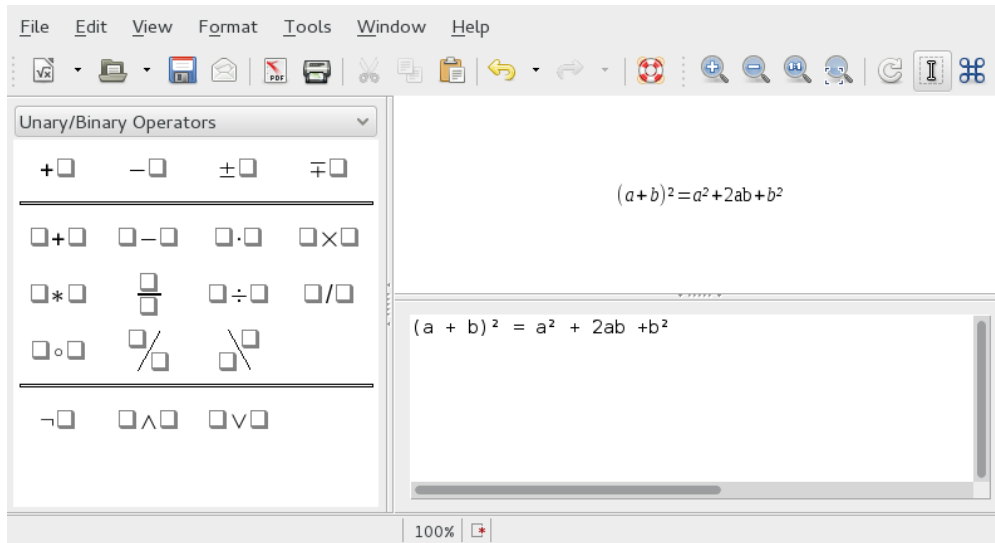 File Edit View Format Tools Window Help
Unary/Binary Operators
+□ −□ ±□ ∓□
□+□ □−□ □·□ □×□
□∗□ □/□ □÷□ □/□
□∘□ □/□ □\□
¬□ □∧□ □∨□
(a+b)²=a²+2ab+b²
(a + b)² = a² + 2ab +b²
100%